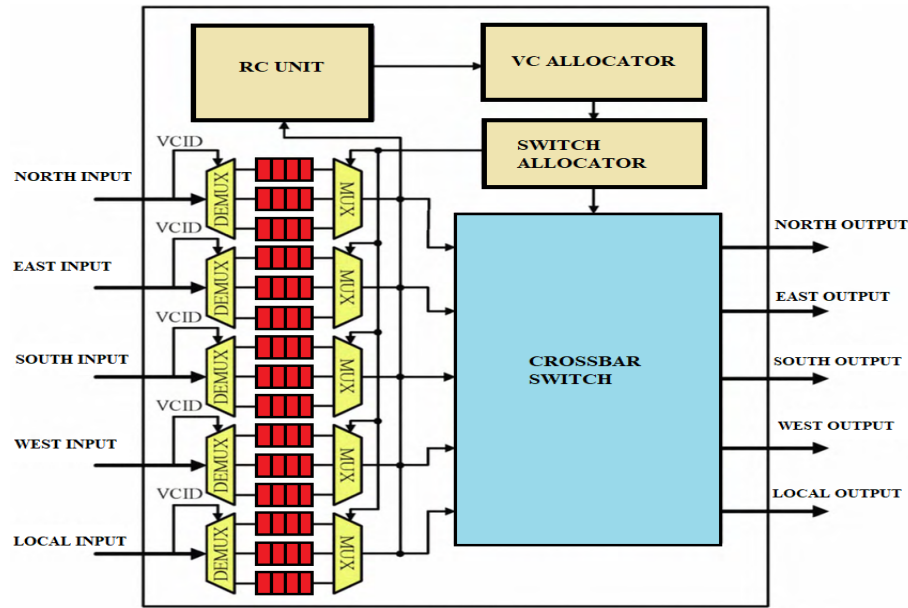 RC UNIT
VC ALLOCATOR
SWITCH
ALLOCATOR
VCID
NORTH INPUT
DEMUX
MUX
NORTH OUTPUT
VCID
EAST INPUT
DEMUX
MUX
EAST OUTPUT
VCID
SOUTH INPUT
DEMUX
MUX
CROSSBAR
SWITCH
SOUTH OUTPUT
VCID
WEST INPUT
DEMUX
MUX
WEST OUTPUT
VCID
LOCAL INPUT
DEMUX
MUX
LOCAL OUTPUT